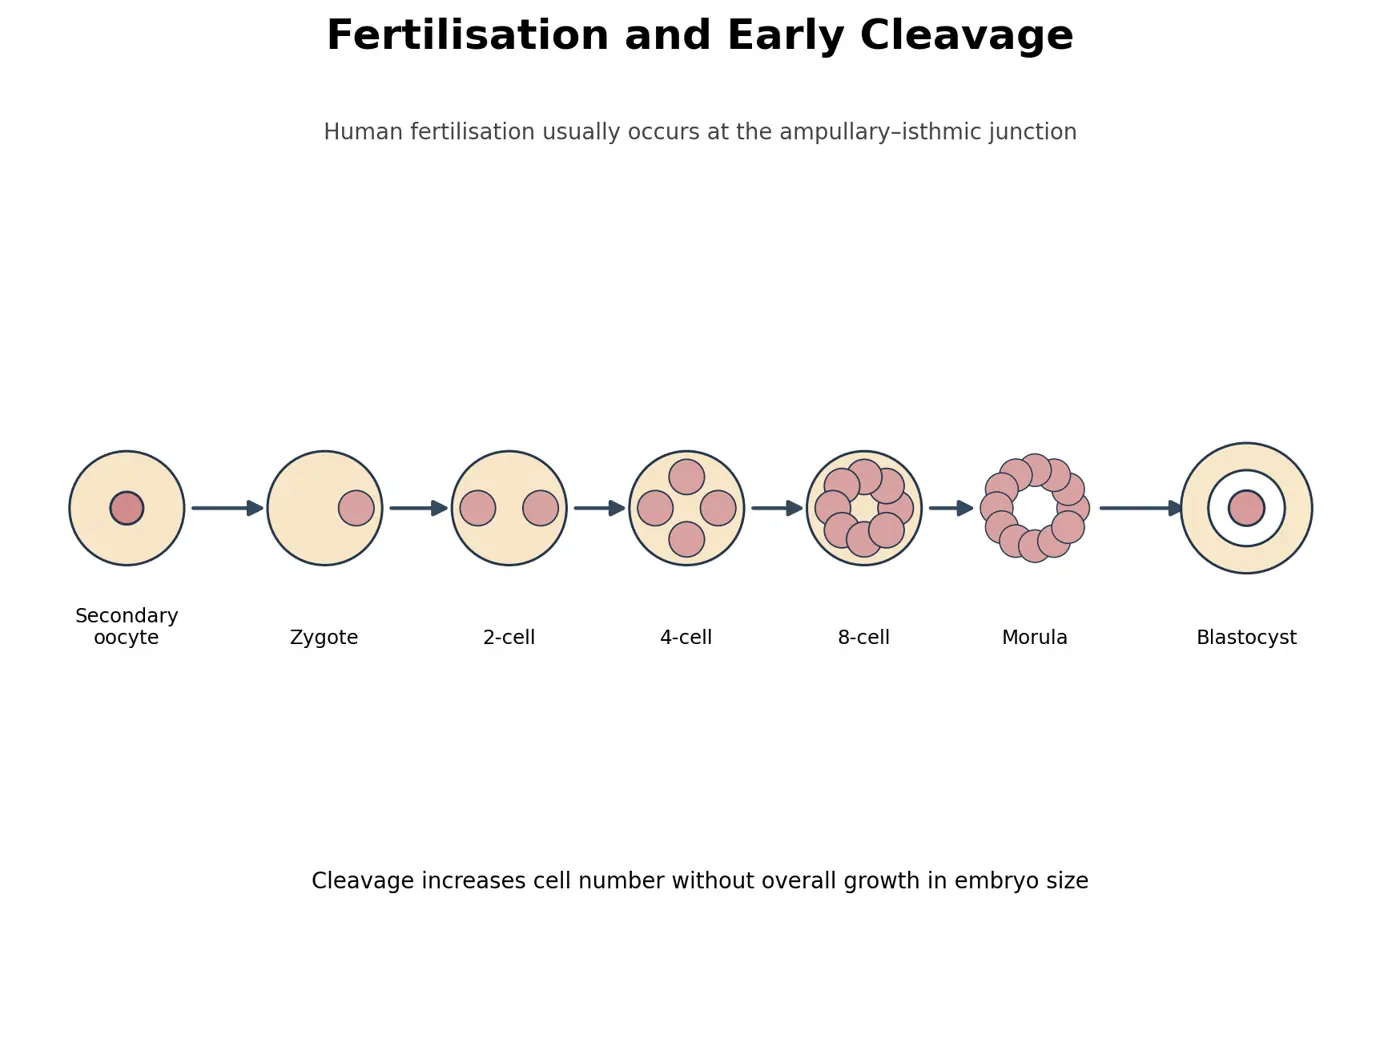 Fertilisation and Early Cleavage
Human fertilisation usually occurs at the ampullary–isthmic junction
Secondary
oocyte
Zygote
2-cell
4-cell
8-cell
Morula
Blastocyst
Cleavage increases cell number without overall growth in embryo size